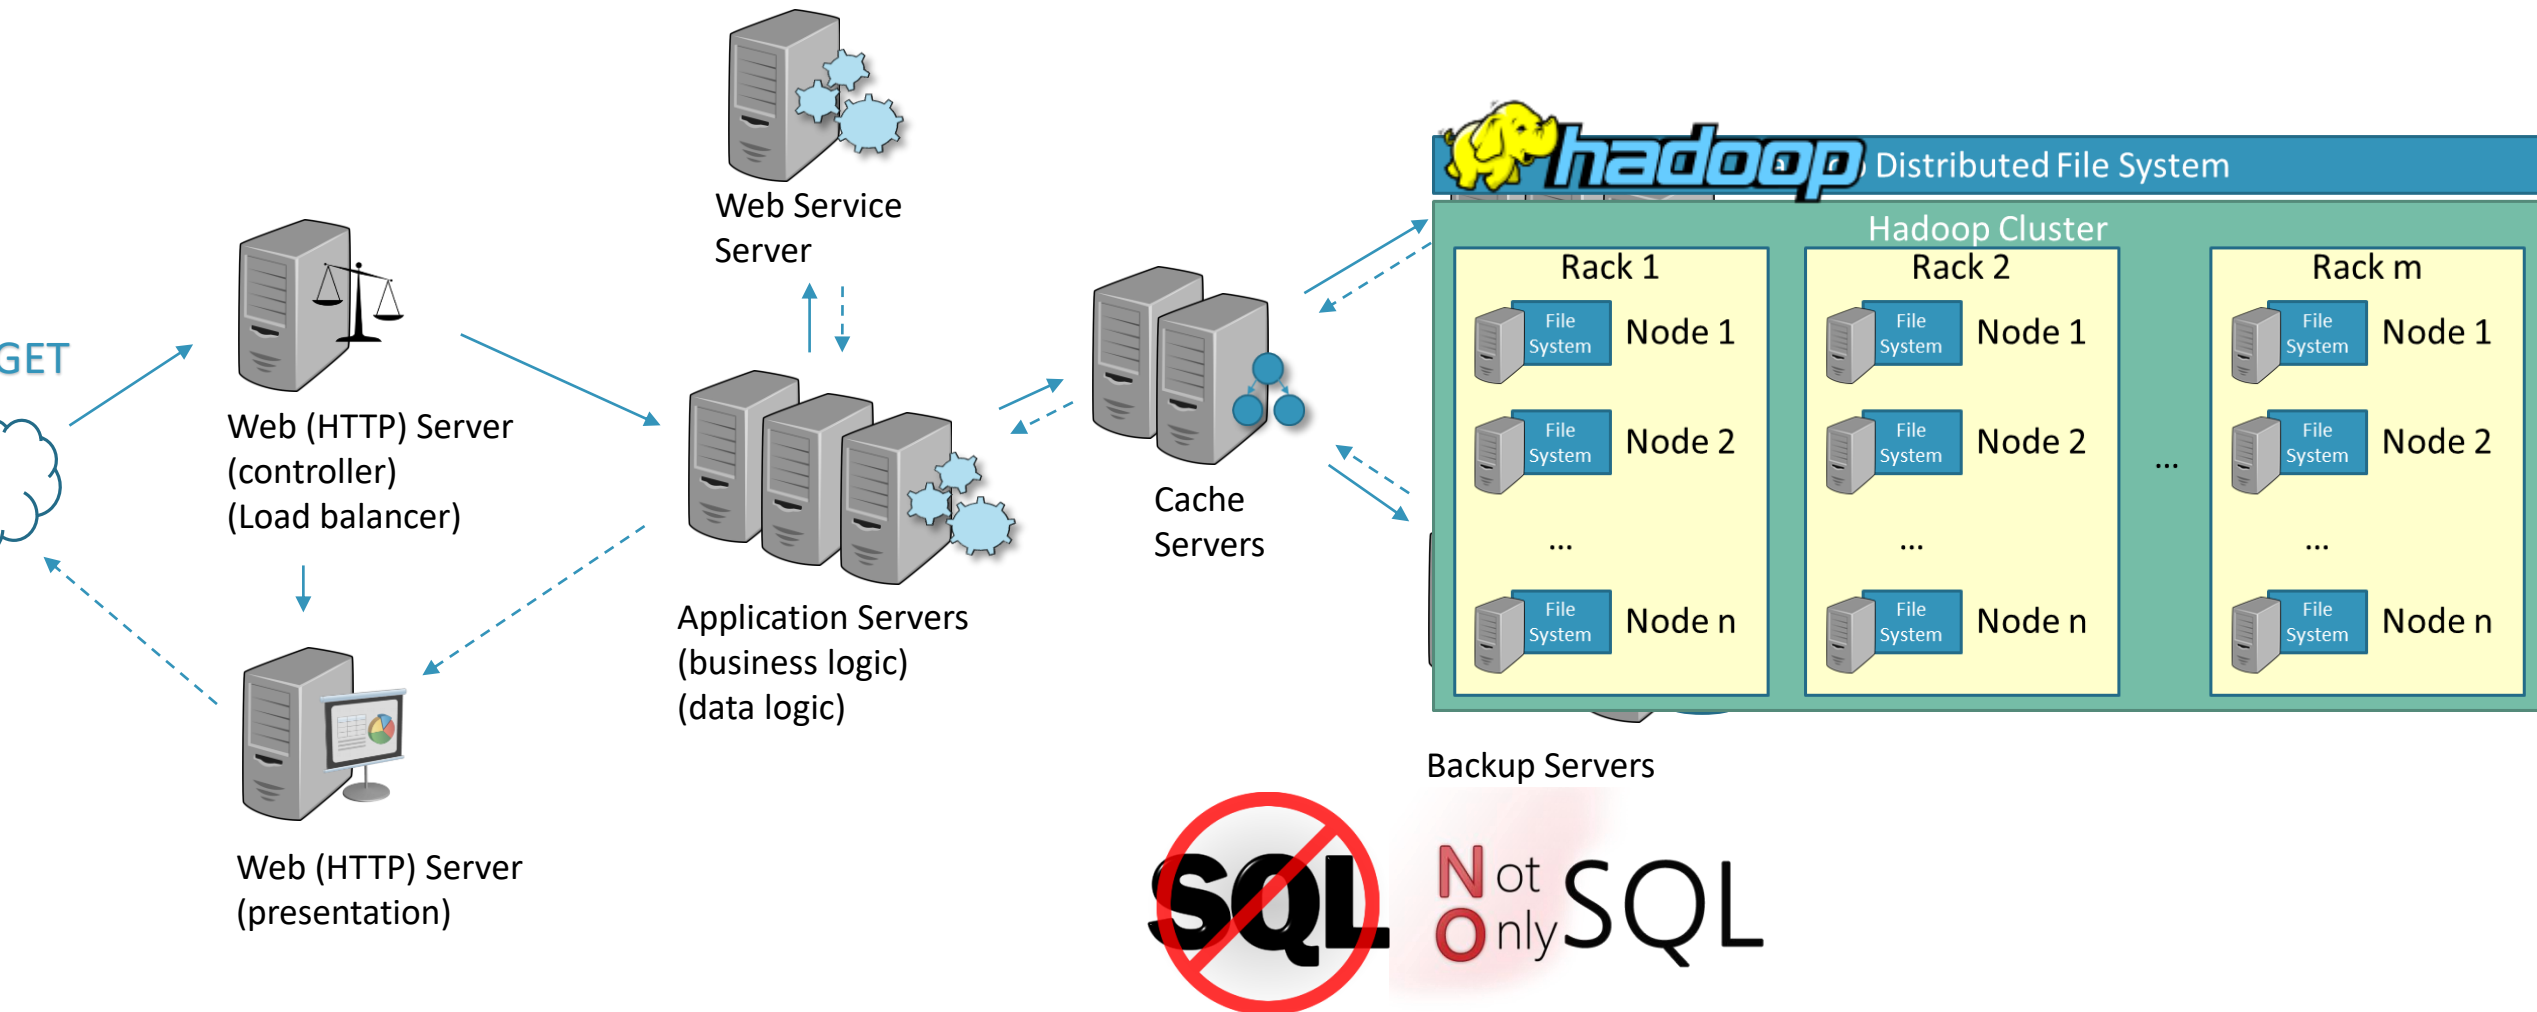 GET
Web (HTTP) Server
(controller)
(Load balancer)
Web (HTTP) Server
(presentation)
Web Service
Server
Application Servers
(business logic)
(data logic)
Cache
Servers
hadoop Distributed File System
Hadoop Cluster
Rack 1
File
System
Node 1
File
System
Node 2
...
File
System
Node n
Rack 2
File
System
Node 1
File
System
Node 2
...
File
System
Node n
...
Rack m
File
System
Node 1
File
System
Node 2
...
File
System
Node n
Backup Servers
SQL
Not
Only SQL